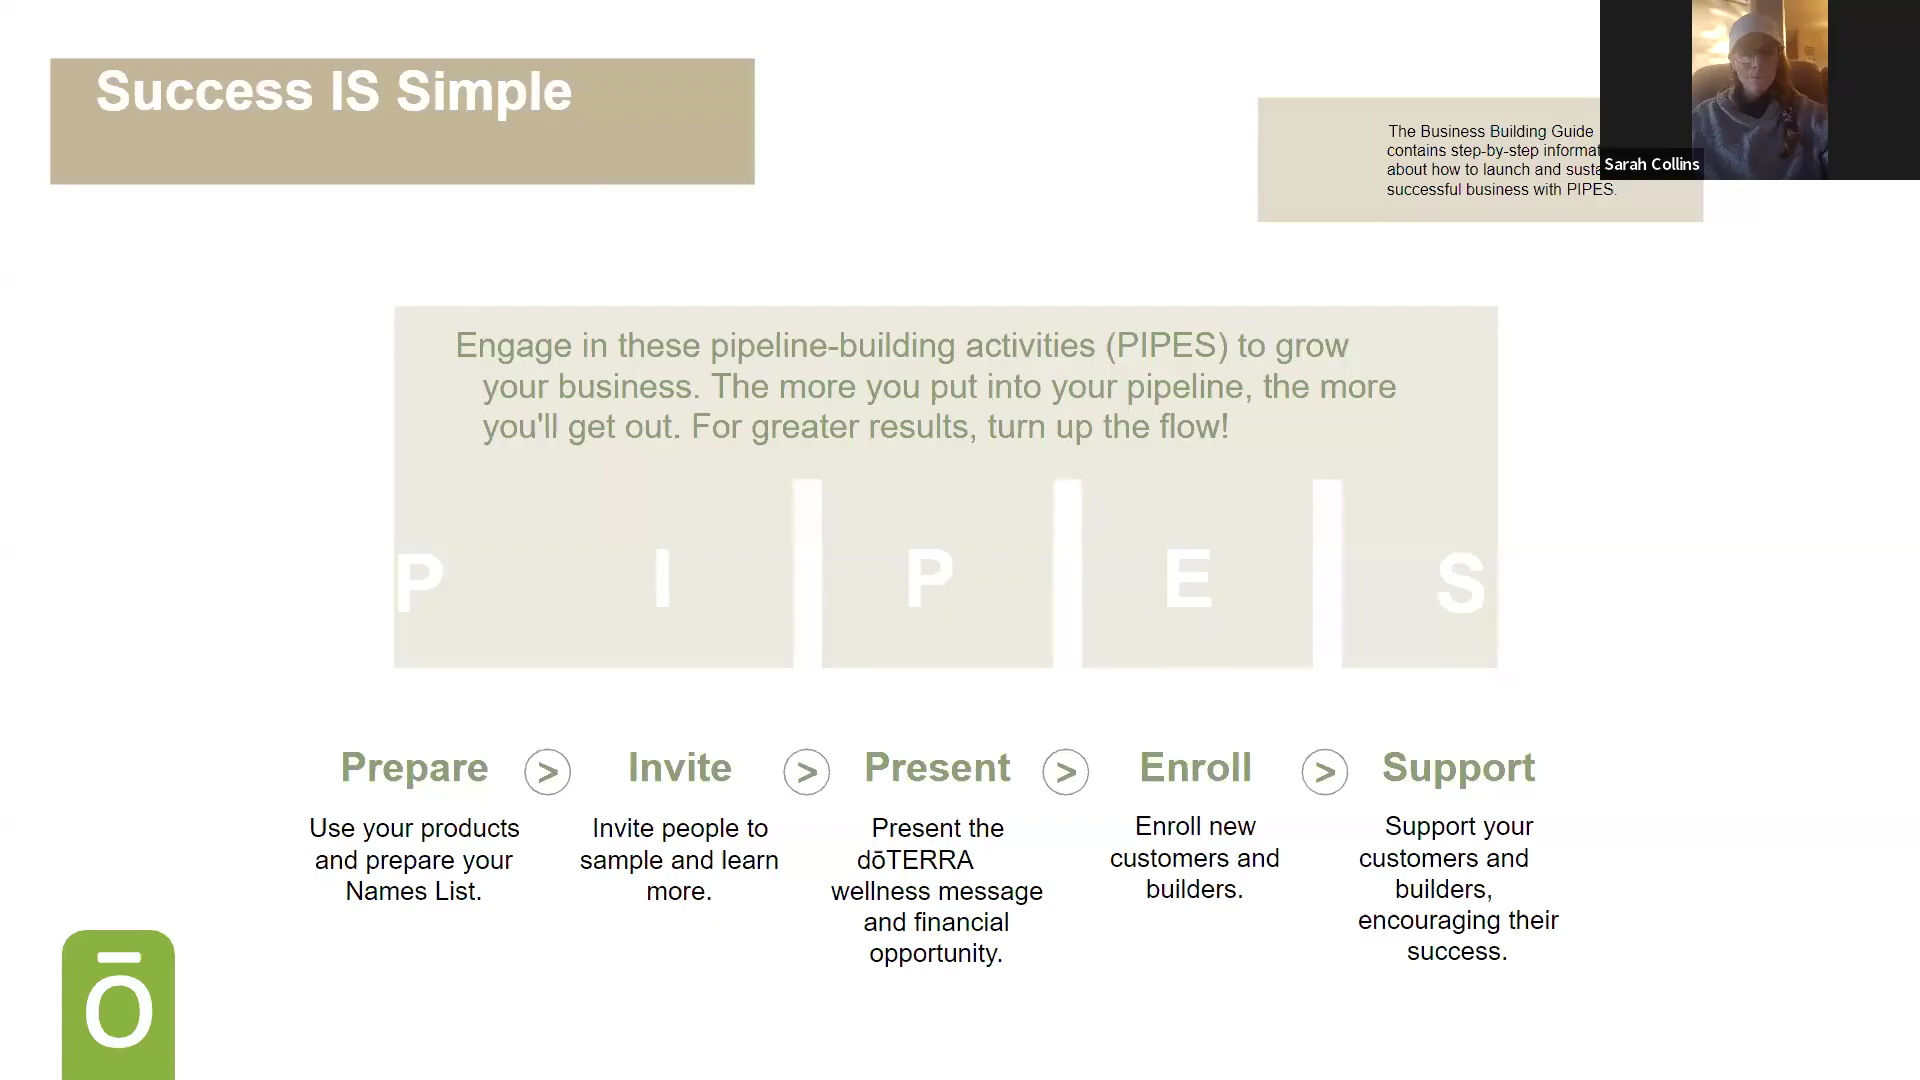 Success IS Simple
The Business Building Guide
contains step-by-step
about how to launch and
successful business with PIPES.
Sarah Collins
Engage in these pipeline-building activities (PIPES) to grow
your business. The more you put into your pipeline, the more
you'll get out. For greater results, turn up the flow!
P I P E S
Prepare > Invite > Present > Enroll > Support
Use your products
and prepare your
Names List.
Invite people to
sample and learn
more.
Present the
dōTERRA
wellness message
and financial
opportunity.
Enroll new
customers and
builders.
Support your
customers and
builders,
encouraging their
success.
ō